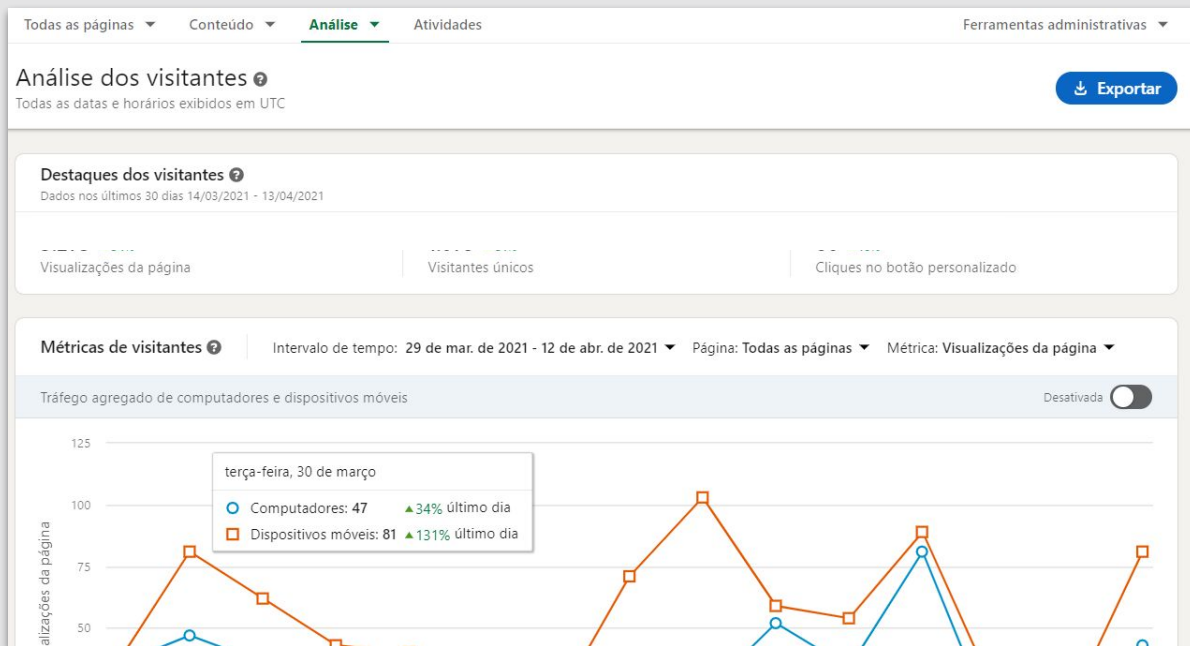 Todas as páginas Conteúdo Análise Atividades Ferramentas administrativas
Análise dos visitantes
Exportar
Todas as datas e horários exibidos em UTC
Destaques dos visitantes
Dados nos últimos 30 dias 14/03/2021 - 13/04/2021
Visualizações da página Visitantes únicos Cliques no botão personalizado
Métricas de visitantes Intervalo de tempo: 29 de mar. de 2021 - 12 de abr. de 2021 Página: Todas as páginas Métrica: Visualizações da página
Tráfego agregado de computadores e dispositivos móveis Desativada
125
terça-feira, 30 de março
100
Computadores: 47 ▲34% último dia
Dispositivos móveis: 81 ▲131% último dia
75
50
alizações da página